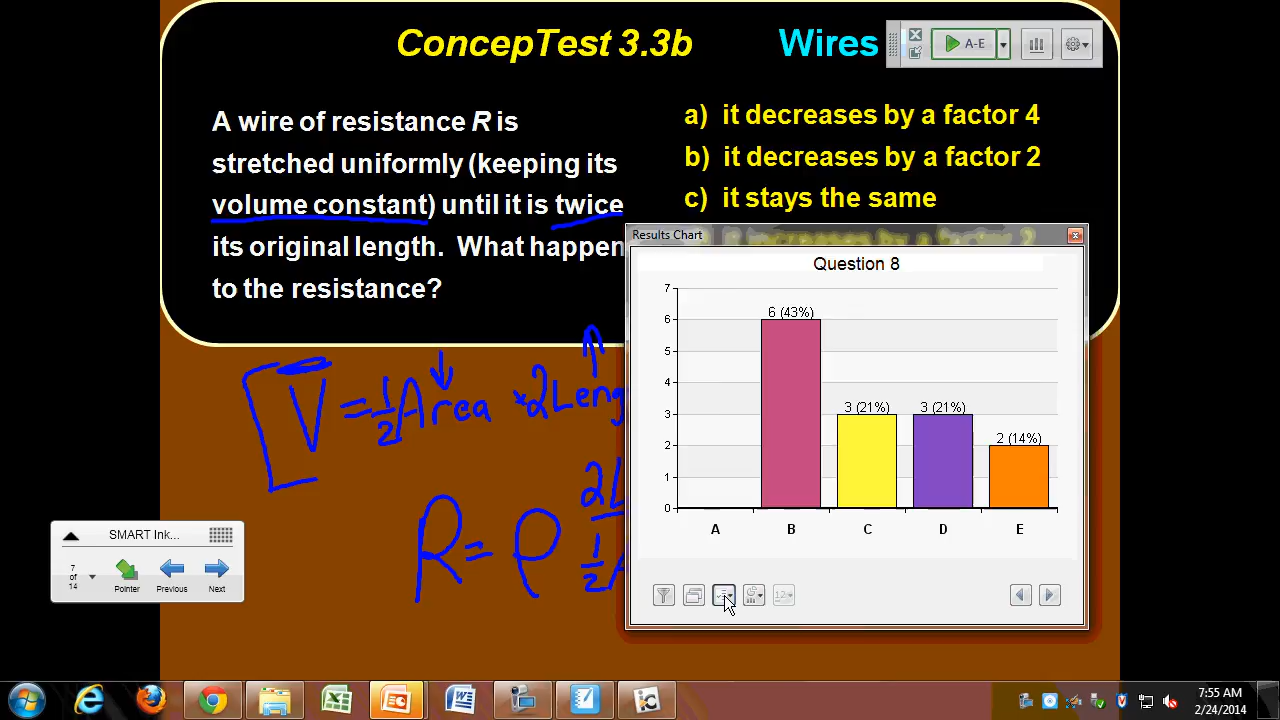 ConcepTest 3.3b
Wires
A-E
A wire of resistance R is
stretched uniformly (keeping its
volume constant) until it is twice
its original length. What happen
to the resistance?
a) it decreases by a factor 4
b) it decreases by a factor 2
c) it stays the same
V = 1/2 Area * 2 Leng
R = ρ 2L
1/2 A
Results Chart
Question 8
7
6
5
4
3
2
1
0
6 (43%)
3 (21%)
3 (21%)
2 (14%)
A B C D E
12
SMART Ink...
7
of
14
Pointer
Previous
Next
7:55 AM
2/24/2014